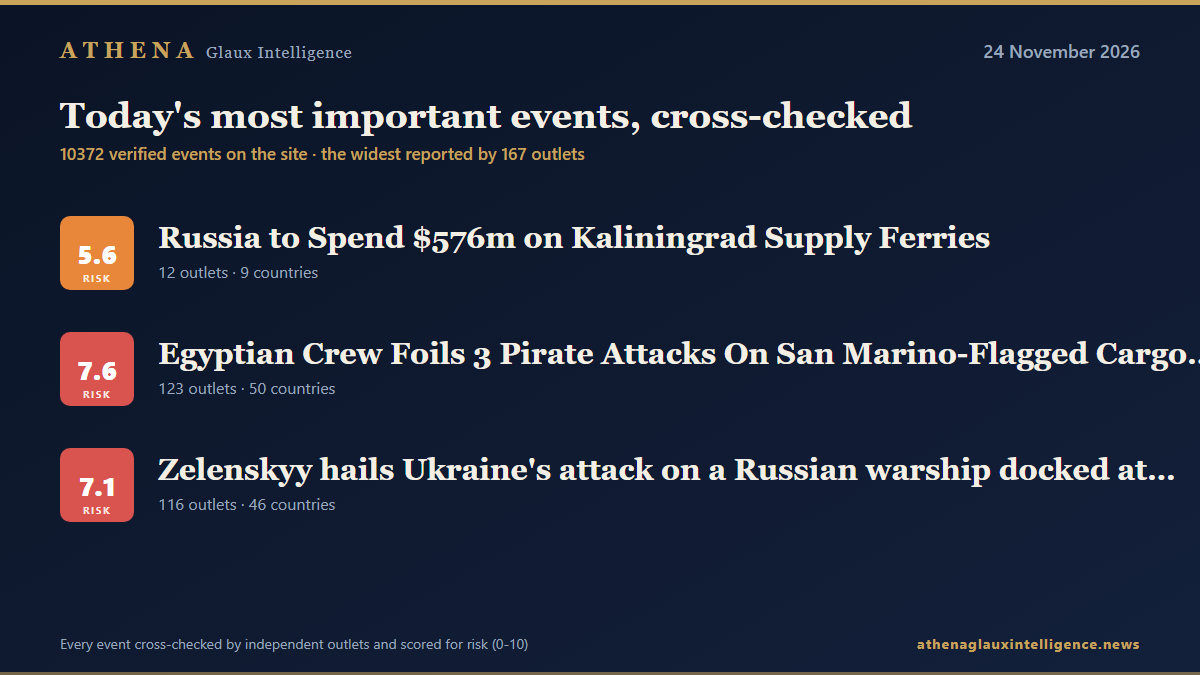 ATHENA Glaux Intelligence
24 November 2026
Today's most important events, cross-checked
10372 verified events on the site · the widest reported by 167 outlets
5.6
RISK
Russia to Spend $576m on Kaliningrad Supply Ferries
12 outlets · 9 countries
7.6
RISK
Egyptian Crew Foils 3 Pirate Attacks On San Marino-Flagged Cargo…
123 outlets · 50 countries
7.1
RISK
Zelenskyy hails Ukraine's attack on a Russian warship docked at…
116 outlets · 46 countries
Every event cross-checked by independent outlets and scored for risk (0-10)
athenaglauxintelligence.news